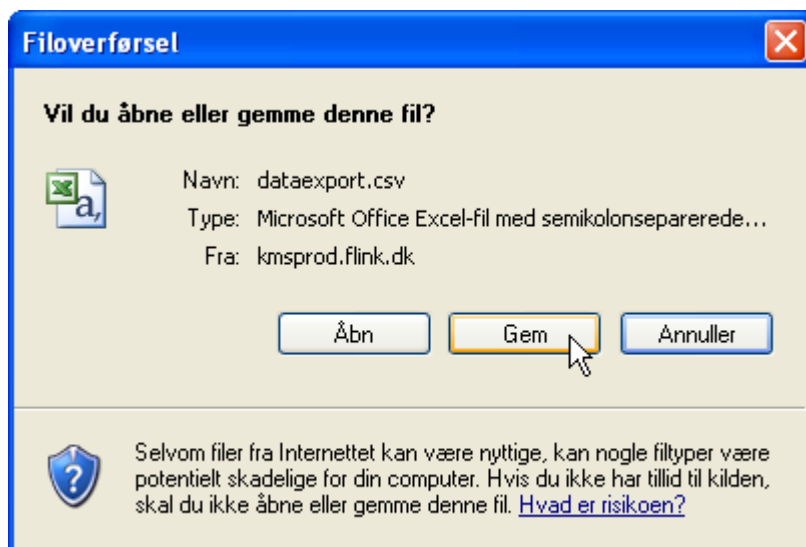 Filoverførsel
Vil du åbne eller gemme denne fil?
Navn: dataexport.csv
Type: Microsoft Office Excel-fil med semikolonseparerede...
Fra: kmsprod.flink.dk
Åbn Gem Annuller
Selvom filer fra Internettet kan være nyttige, kan nogle filtyper være
potentielt skadelige for din computer. Hvis du ikke har tillid til kilden,
skal du ikke åbne eller gemme denne fil. Hvad er risikoen?